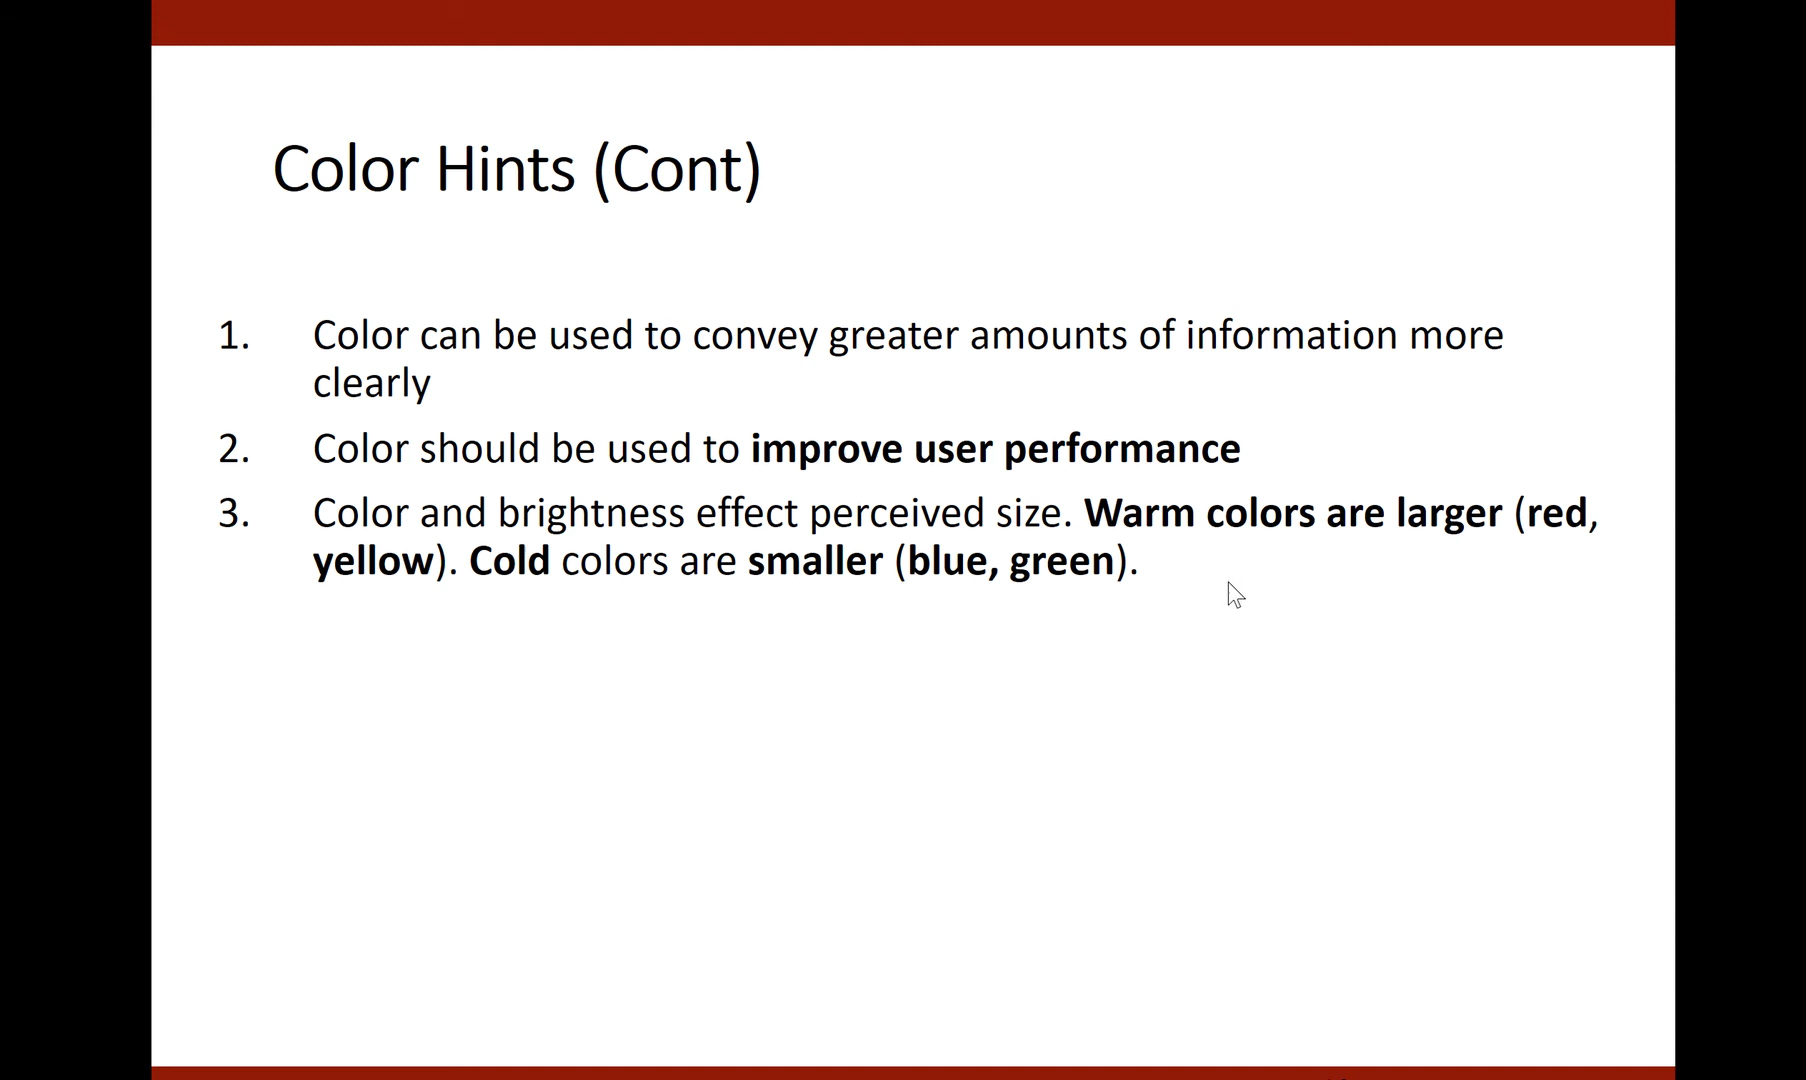 Color Hints (Cont)
1. Color can be used to convey greater amounts of information more
clearly
2. Color should be used to improve user performance
3. Color and brightness effect perceived size. Warm colors are larger (red,
yellow). Cold colors are smaller (blue, green).